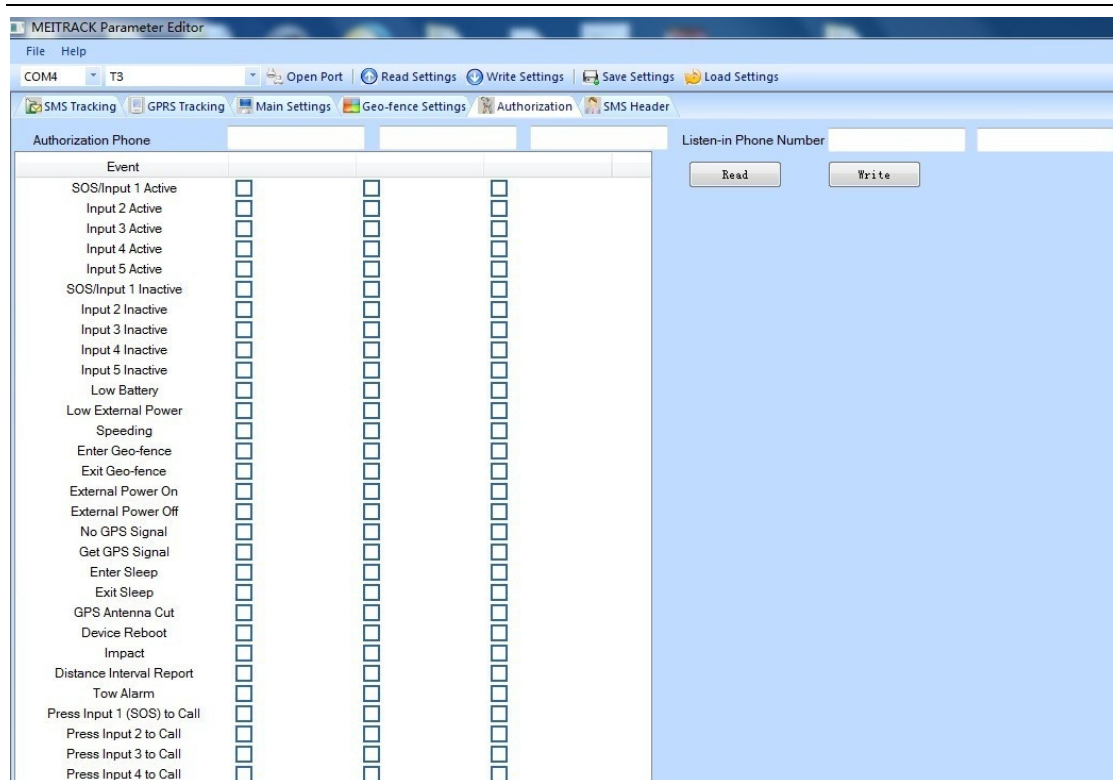 MEITRACK Parameter Editor
File Help
COM4 T3 Open Port Read Settings Write Settings Save Settings Load Settings
SMS Tracking GPRS Tracking Main Settings Geo-fence Settings Authorization SMS Header
Authorization Phone Listen-in Phone Number
Event Read Write
SOS/Input 1 Active
Input 2 Active
Input 3 Active
Input 4 Active
Input 5 Active
SOS/Input 1 Inactive
Input 2 Inactive
Input 3 Inactive
Input 4 Inactive
Input 5 Inactive
Low Battery
Low External Power
Speeding
Enter Geo-fence
Exit Geo-fence
External Power On
External Power Off
No GPS Signal
Get GPS Signal
Enter Sleep
Exit Sleep
GPS Antenna Cut
Device Reboot
Impact
Distance Interval Report
Tow Alarm
Press Input 1 (SOS) to Call
Press Input 2 to Call
Press Input 3 to Call
Press Input 4 to Call